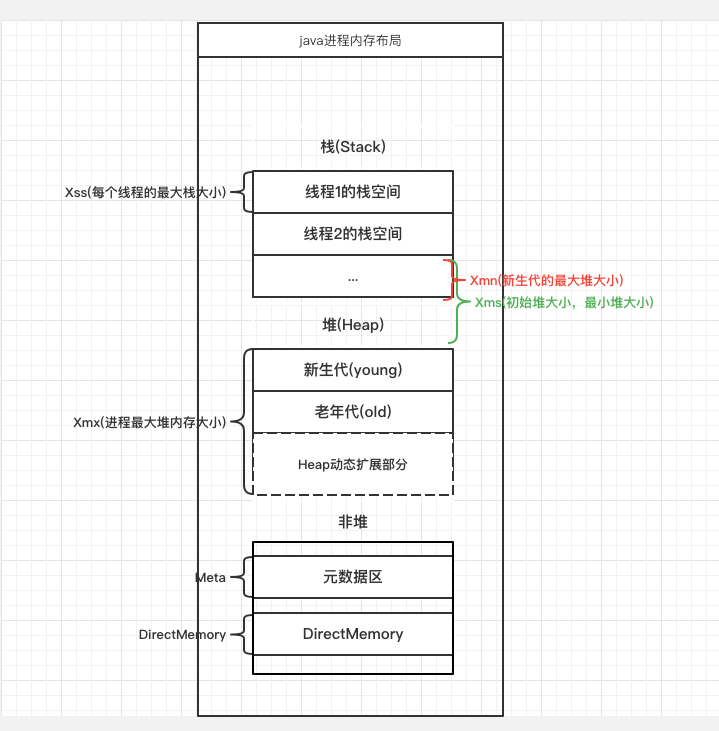 java进程内存布局
栈(Stack)
Xss(每个线程的最大栈大小)
线程1的栈空间
线程2的栈空间
...
Xmn(新生代的最大堆大小)
Xms(初始堆大小，最小堆大小)
堆(Heap)
新生代(young)
老年代(old)
Xmx(进程最大堆内存大小)
Heap动态扩展部分
非堆
Meta
元数据区
DirectMemory
DirectMemory